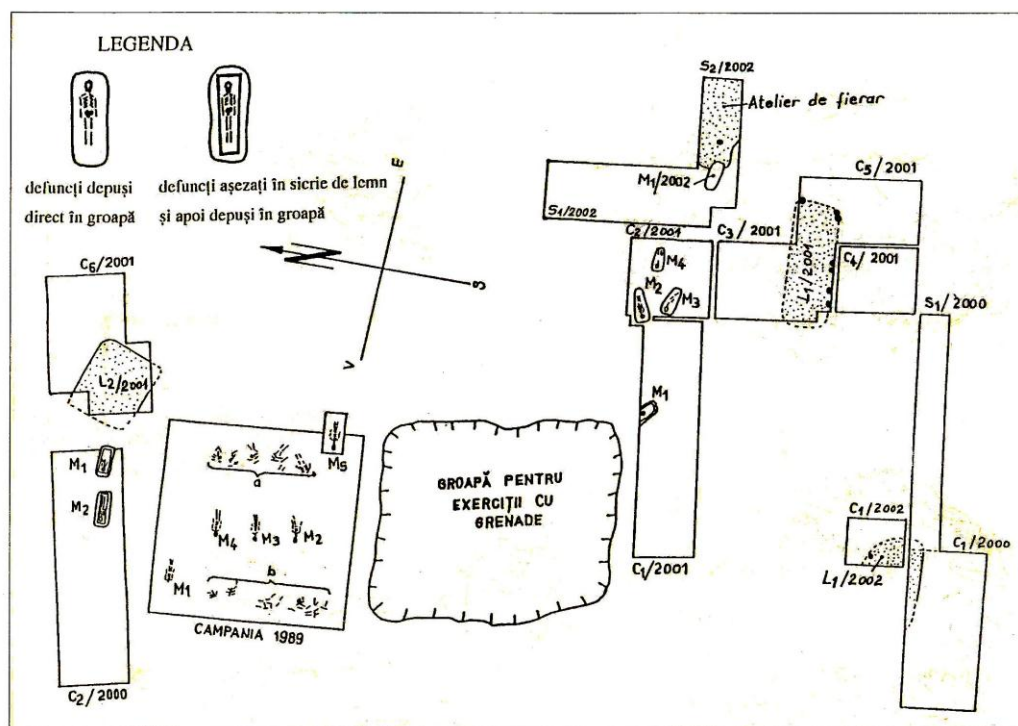 LEGENDA
defuncți depuși
direct în groapă
defuncți așezați în sicrie de lemn
și apoi depuși în groapă
E
S
V
C6/2001
L2/2001
M1
M2
C2/2000
M5
a
M4
M3
M2
M1
b
CAMPANIA 1989
GROAPĂ PENTRU
EXERCIȚII CU
GRENADE
S2/2002
Atelier de fierar
M1/2002
S1/2002
C2/2001
M4
M2
M3
M1
C1/2001
C3/2001
L1/2001
C5/2001
C4/2001
S1/2000
C1/2002
L1/2002
C1/2000